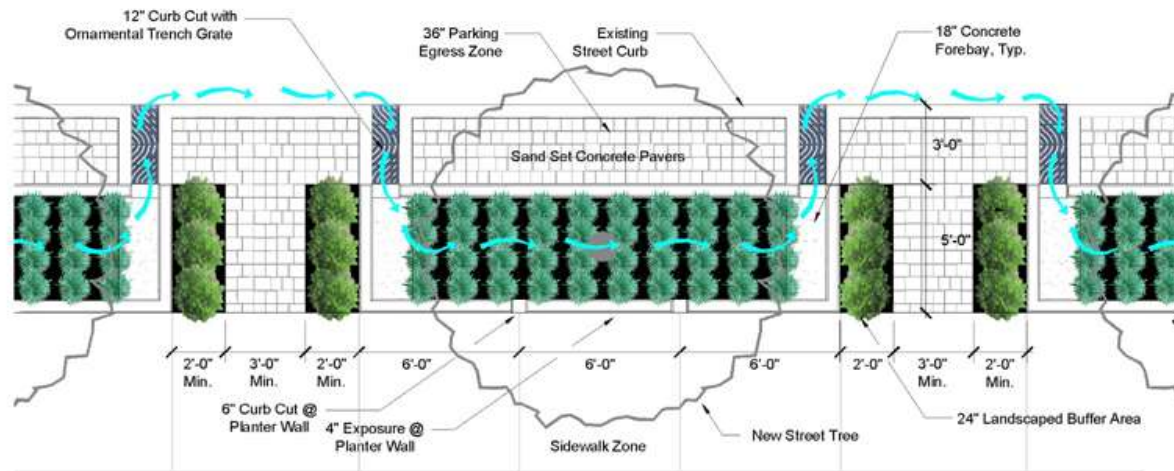 12" Curb Cut with
Ornamental Trench Grate
36" Parking
Egress Zone
Existing
Street Curb
18" Concrete
Forebay, Typ.
Sand Set Concrete Pavers
3'-0"
5'-0"
2'-0"
Min.
3'-0"
Min.
2'-0"
Min.
6'-0"
6'-0"
6'-0"
2'-0"
3'-0"
Min.
2'-0"
Min.
6" Curb Cut @
Planter Wall
4" Exposure @
Planter Wall
Sidewalk Zone
New Street Tree
24" Landscaped Buffer Area